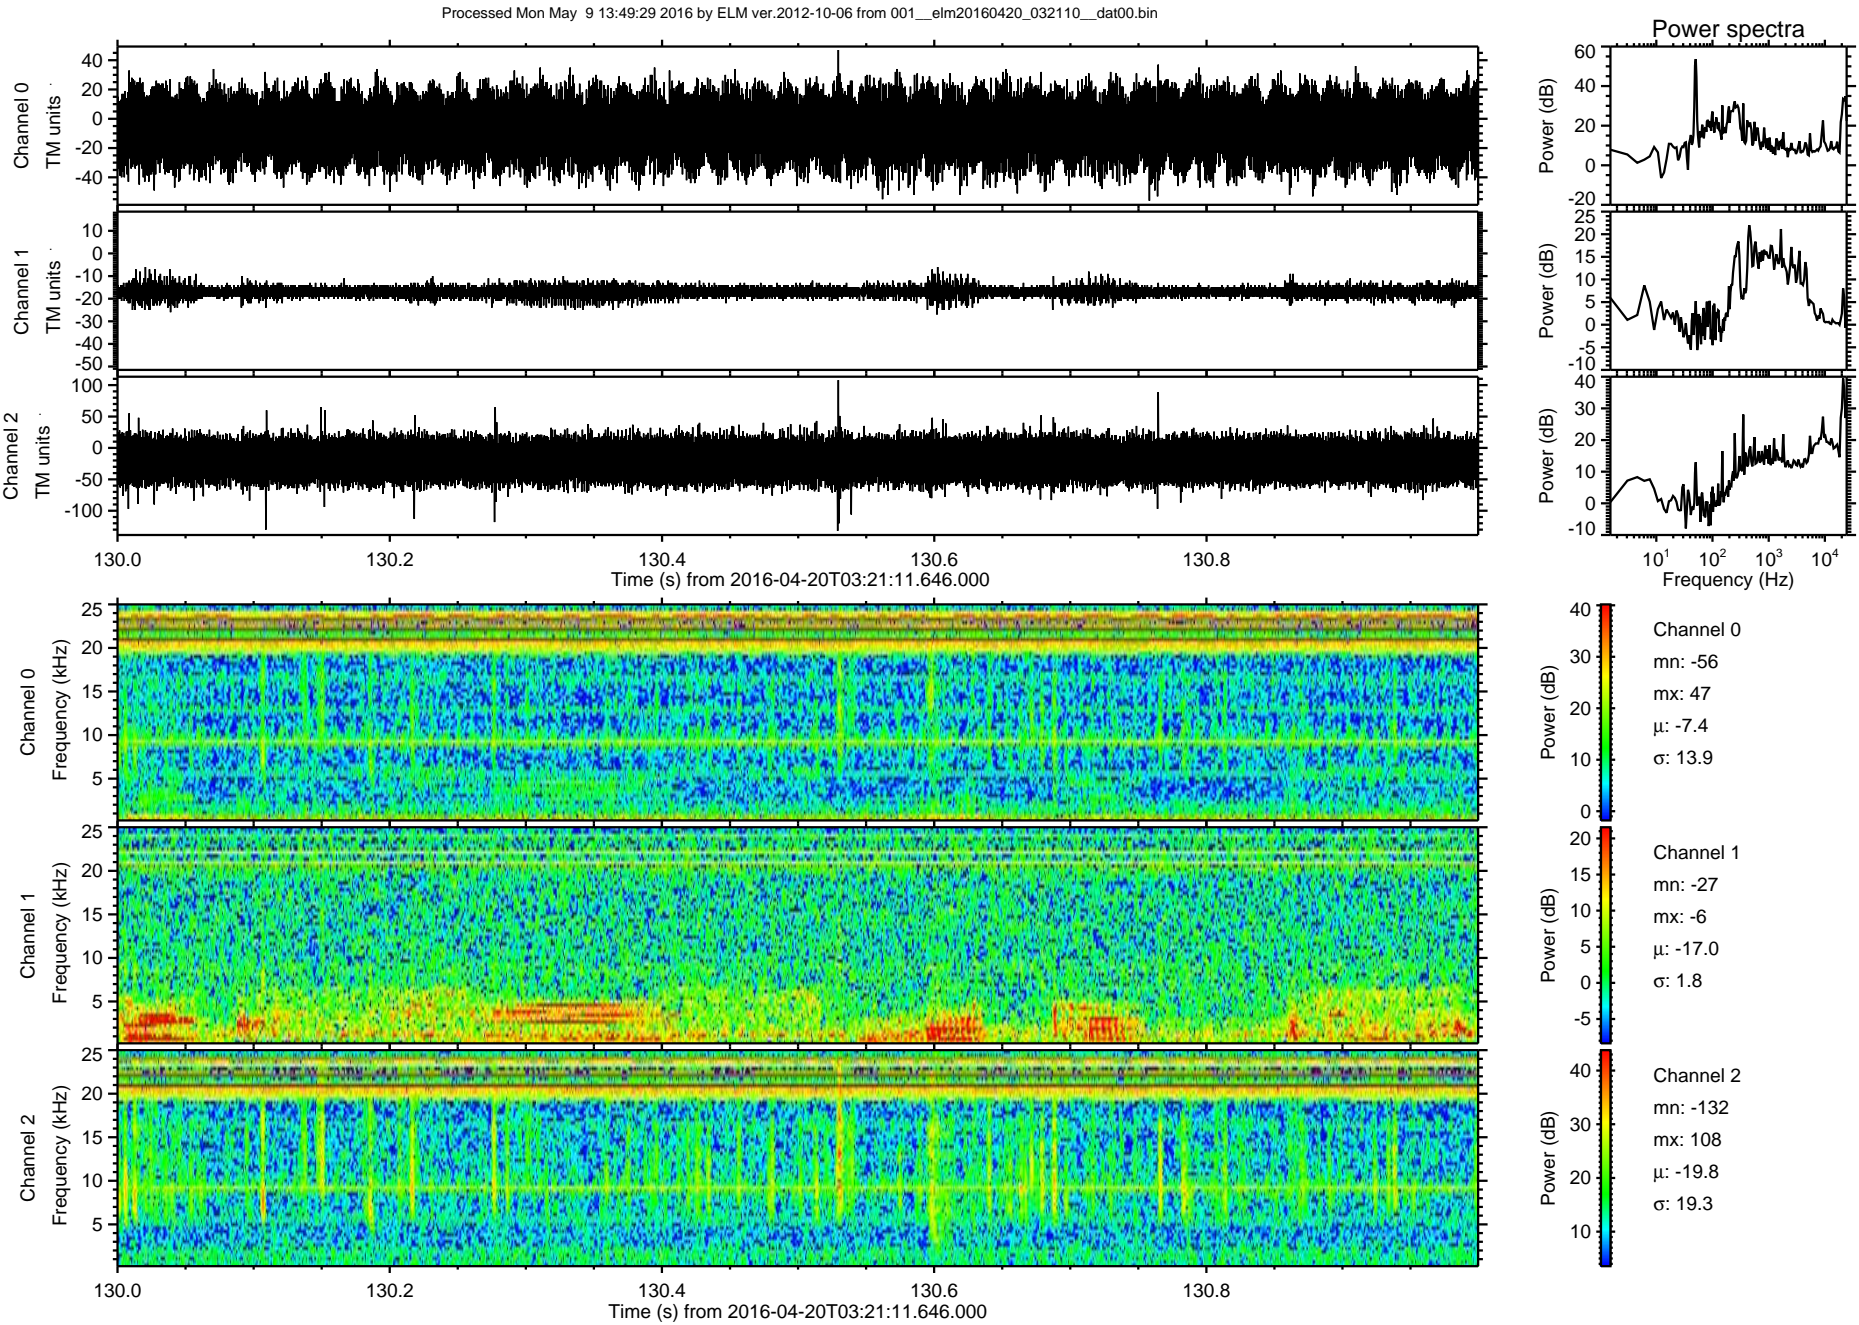 Processed Mon May  9 13:49:29 2016 by ELM ver.2012-10-06 from 001__elm20160420_032110__dat00.bin
Power spectra
Channel 0
TM units
40
20
0
-20
-40
Power (dB)
60
40
20
0
-20
Channel 1
TM units
10
0
-10
-20
-30
-40
-50
Power (dB)
25
20
15
10
5
0
-5
-10
Channel 2
TM units
100
50
0
-50
-100
Power (dB)
40
30
20
10
0
-10
130.0 130.2 130.4 130.6 130.8
Time (s) from 2016-04-20T03:21:11.646.000
10^1 10^2 10^3 10^4
Frequency (Hz)
Channel 0
Frequency (kHz)
25
20
15
10
5
Power (dB)
40
30
20
10
0
Channel 0
mn: -56
mx: 47
μ: -7.4
σ: 13.9
Channel 1
Frequency (kHz)
25
20
15
10
5
Power (dB)
20
15
10
5
0
-5
Channel 1
mn: -27
mx: -6
μ: -17.0
σ: 1.8
Channel 2
Frequency (kHz)
25
20
15
10
5
Power (dB)
40
30
20
10
Channel 2
mn: -132
mx: 108
μ: -19.8
σ: 19.3
130.0 130.2 130.4 130.6 130.8
Time (s) from 2016-04-20T03:21:11.646.000